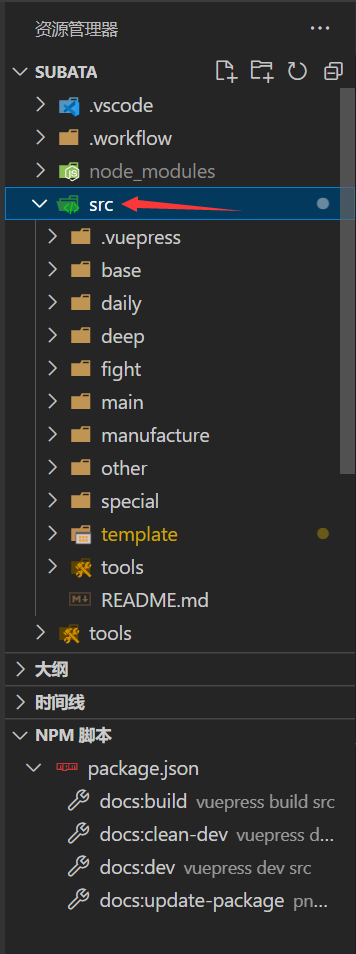 资源管理器
SUBATA
.vscode
.workflow
node_modules
src
.vuepress
base
daily
deep
fight
main
manufacture
other
special
template
tools
README.md
tools
大纲
时间线
NPM 脚本
package.json
docs:build vuepress build src
docs:clean-dev vuepress d...
docs:dev vuepress dev src
docs:update-package pn...